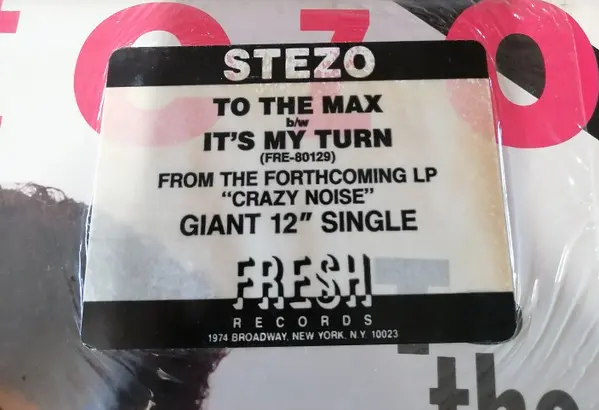 STEZO
TO THE MAX
b/w
IT'S MY TURN
(FRE-80129)
FROM THE FORTHCOMING LP
"CRAZY NOISE"
GIANT 12" SINGLE
FRESH
RECORDS
1974 BROADWAY, NEW YORK, N.Y. 10023
the